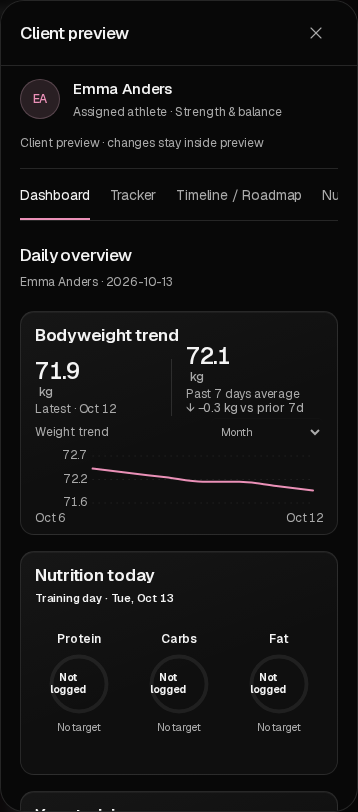 Client preview
EA
Emma Anders
Assigned athlete · Strength & balance
Client preview · changes stay inside preview
Dashboard Tracker Timeline / Roadmap Nu
Daily overview
Emma Anders · 2026-10-13
Bodyweight trend
71.9
kg
Latest · Oct 12
72.1
kg
Past 7 days average
↓ -0.3 kg vs prior 7d
Weight trend
Month
72.7
72.2
71.6
Oct 6
Oct 12
Nutrition today
Training day · Tue, Oct 13
Protein Carbs Fat
Not logged Not logged Not logged
No target No target No target